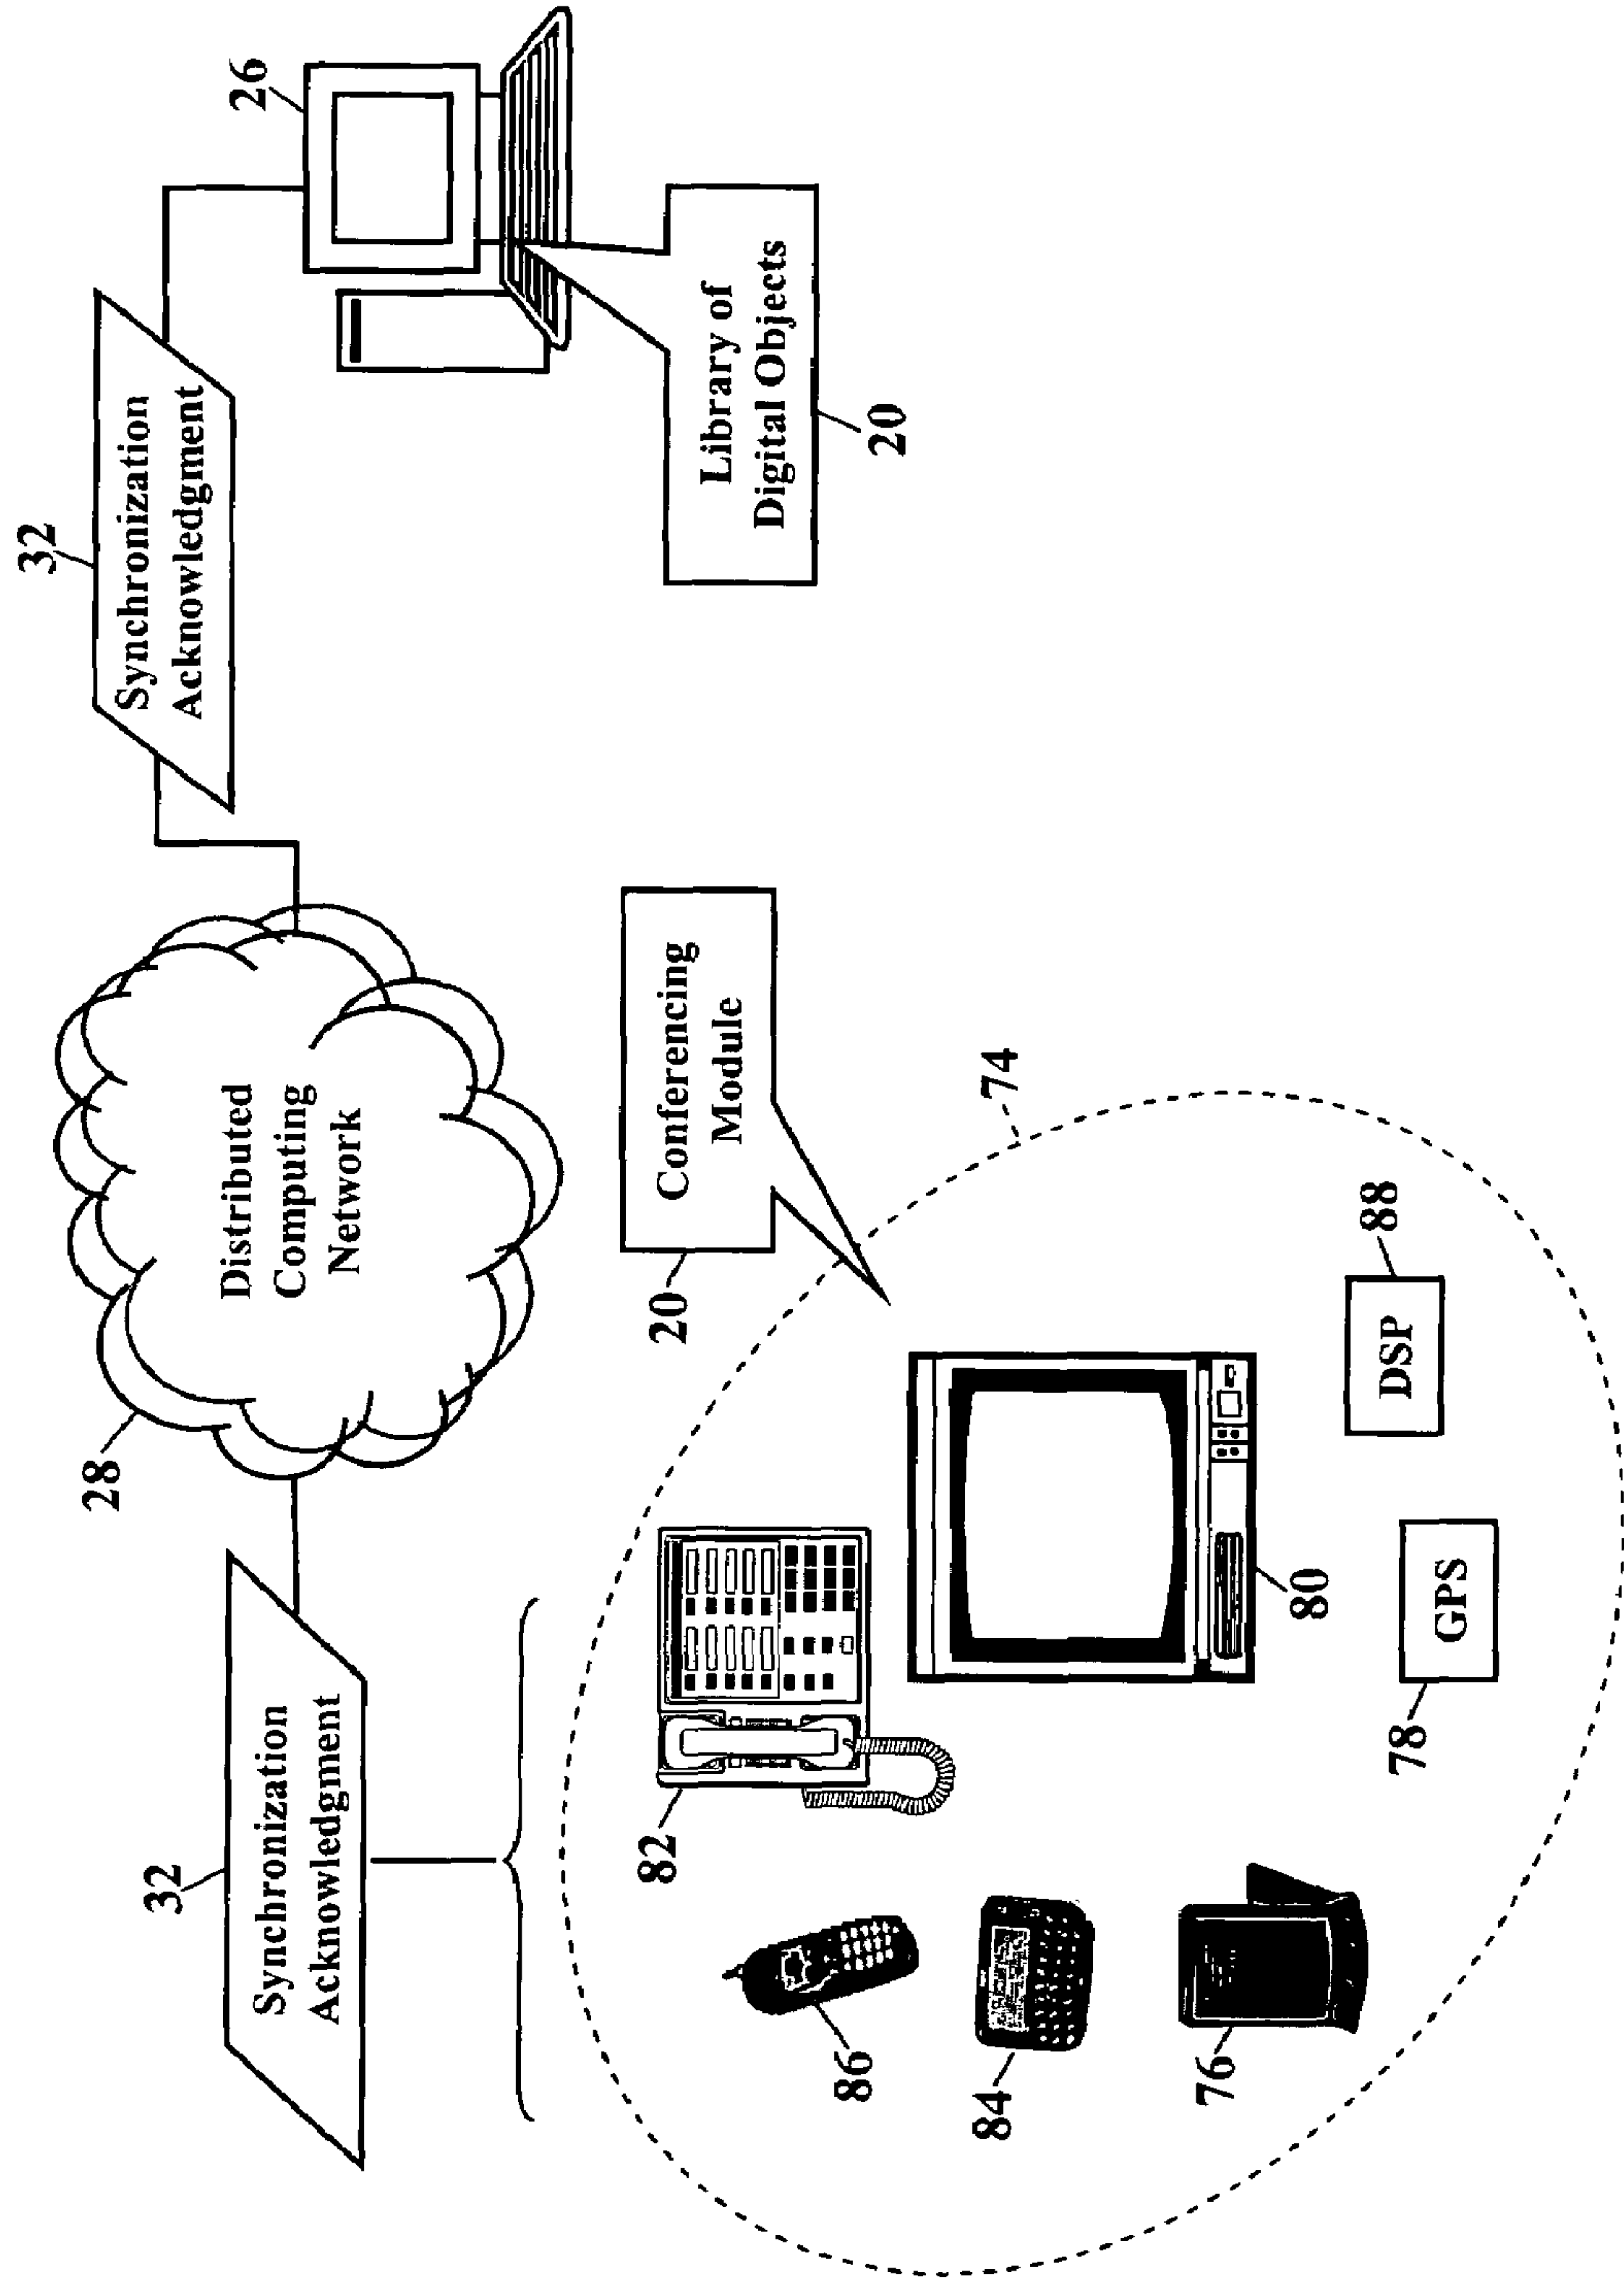 32
Synchronization
Acknowledgment
28
Distributed
Computing
Network
32
Synchronization
Acknowledgment
26
Library of
Digital Objects
20
Conferencing
Module
20
74
82
86
84
76
80
78
GPS
DSP
88